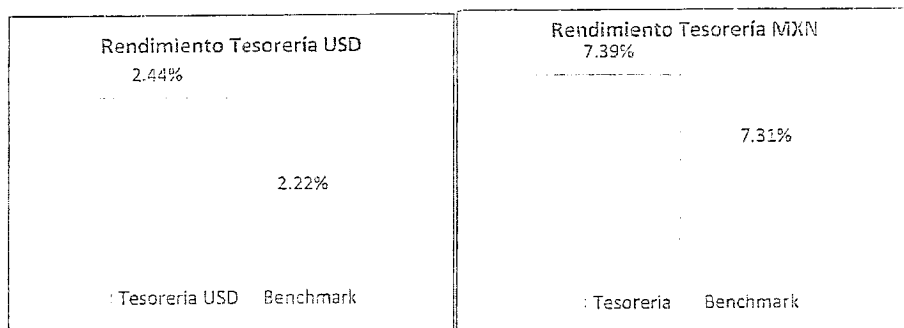 Rendimiento Tesorería USD
2.44%
2.22%
Tesoreria USD Benchmark
Rendimiento Tesorería MXN
7.39%
7.31%
Tesoreria Benchmark